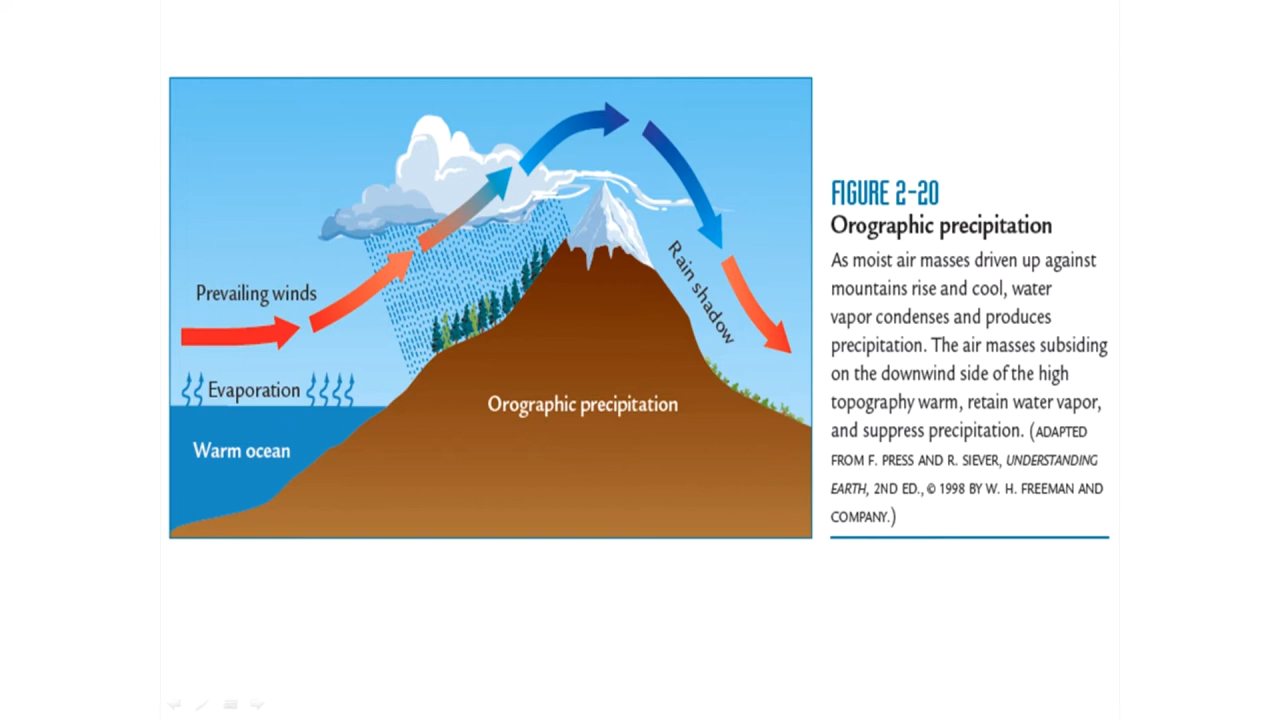 Prevailing winds
Evaporation
Warm ocean
Orographic precipitation
Rain shadow
FIGURE 2-20
Orographic precipitation
As moist air masses driven up against
mountains rise and cool, water
vapor condenses and produces
precipitation. The air masses subsiding
on the downwind side of the high
topography warm, retain water vapor,
and suppress precipitation. (ADAPTED
FROM F. PRESS AND R. SIEVER, UNDERSTANDING
EARTH, 2ND ED., © 1998 BY W. H. FREEMAN AND
COMPANY.)